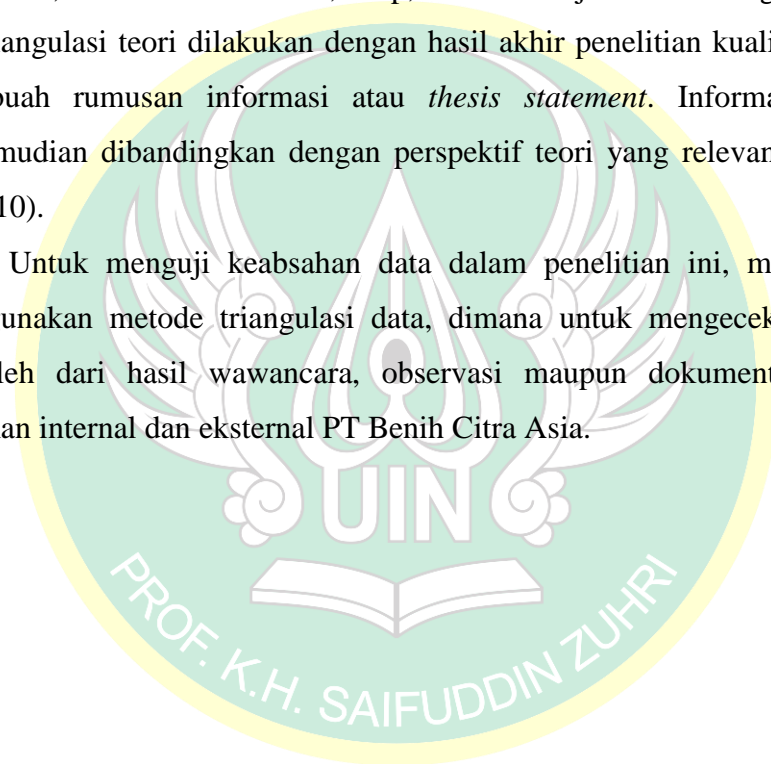 angulasi teori dilakukan dengan hasil akhir penelitian kuali
buah rumusan informasi atau thesis statement. Informa
mudian dibandingkan dengan perspektif teori yang relevan
10).
Untuk menguji keabsahan data dalam penelitian ini, m
unakan metode triangulasi data, dimana untuk mengecek
leh dari hasil wawancara, observasi maupun dokument
an internal dan eksternal PT Benih Citra Asia.
UIN
PROF. K.H. SAIFUDDIN ZUHRI